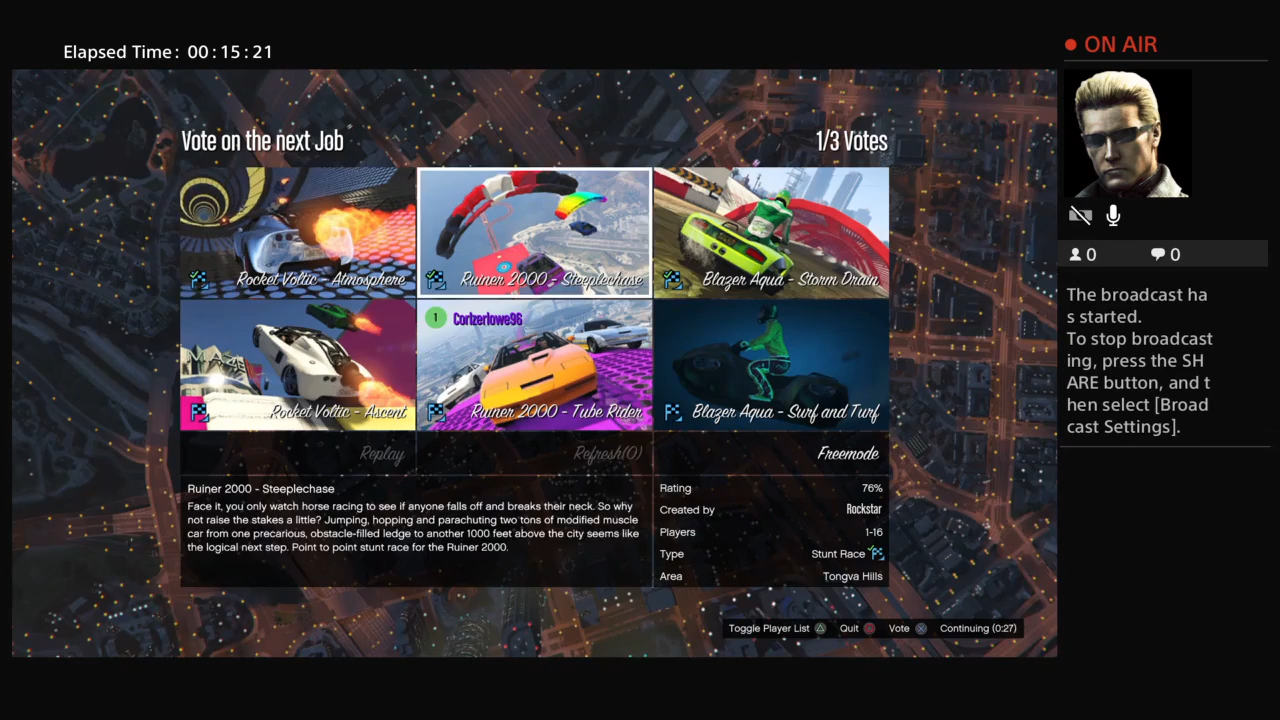 Elapsed Time: 00:15:21
ON AIR
Vote on the next Job
1/3 Votes
Rocket Voltic - Atmosphere
Ruiner 2000 - Steeplechase
Blazer Aqua - Storm Drain
MAZE
Rocket Voltic - Ascent
1 Corlzerlowe96
Ruiner 2000 - Tube Rider
Blazer Aqua - Surf and Turf
Replay
Refresh(0)
Freemode
Ruiner 2000 - Steeplechase
Face it, you only watch horse racing to see if anyone falls off and breaks their neck. So why
not raise the stakes a little? Jumping, hopping and parachuting two tons of modified muscle
car from one precarious, obstacle-filled ledge to another 1000 feet above the city seems like
the logical next step. Point to point stunt race for the Ruiner 2000.
Rating 76%
Created by Rockstar
Players 1-16
Type Stunt Race
Area Tongva Hills
Toggle Player List Quit Vote Continuing (0:27)
0 0
The broadcast ha
s started.
To stop broadcast
ing, press the SH
ARE button, and t
hen select [Broad
cast Settings].